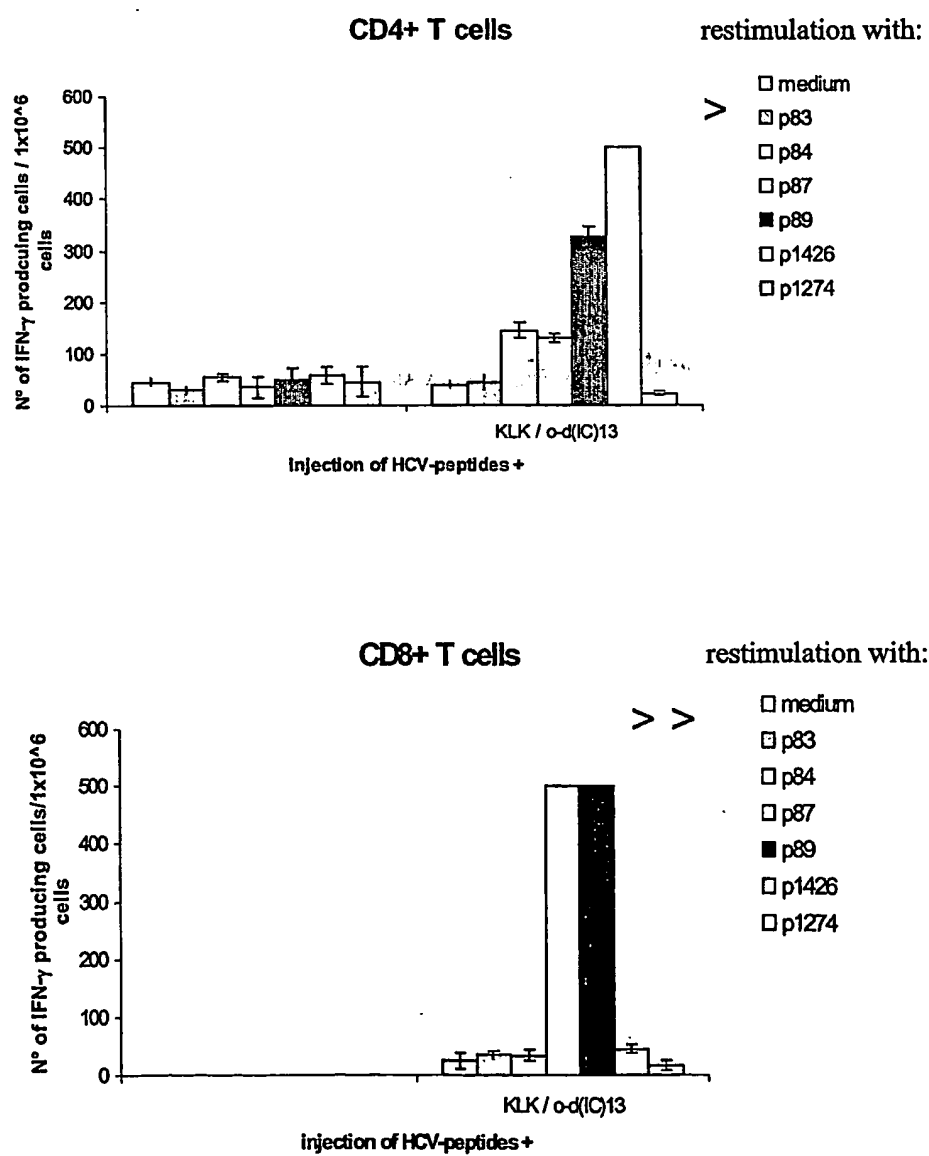 CD4+ T cells
restimulation with:
N° of IFN-γ prodcuing cells / 1x10^6
cells
600
500
400
300
200
100
0
>
medium
p83
p84
p87
p89
p1426
p1274
KLK / o-d(IC)13
Injection of HCV-peptides +
CD8+ T cells
restimulation with:
N° of IFN-γ producing cells/1x10^6
cells
600
500
400
300
200
100
0
> >
medium
p83
p84
p87
p89
p1426
p1274
KLK / o-d(IC)13
injection of HCV-peptides +